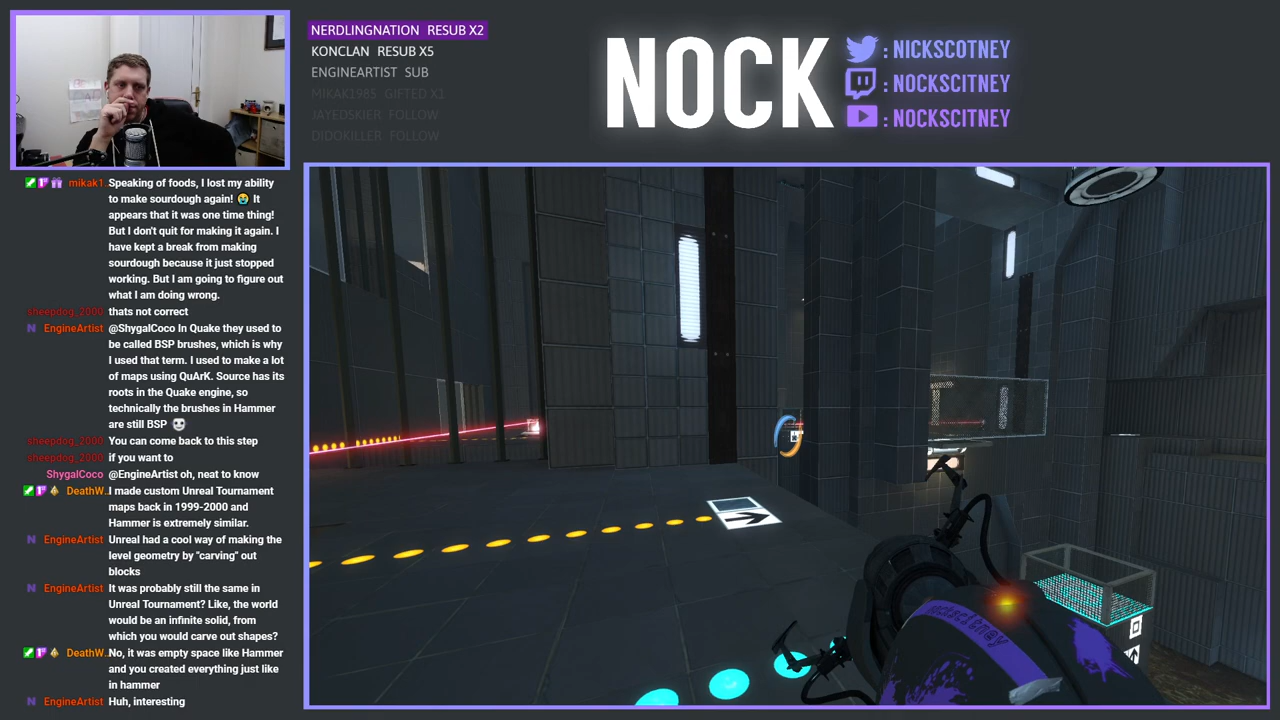 NERDLINGNATION RESUB X2
KONCLAN RESUB X5
ENGINEARTIST SUB
MIKAK1985 GIFTED X1
JAYEDSKIER FOLLOW
DIDOKILLER FOLLOW
NOCK
: NICKSCOTNEY
: NOCKSCITNEY
: NOCKSCITNEY
mikak1.. Speaking of foods, I lost my ability
to make sourdough again! 😭 It
appears that it was one time thing!
But I don't quit for making it again. I
have kept a break from making
sourdough because it just stopped
working. But I am going to figure out
what I am doing wrong.
sheepdog_2000 thats not correct
EngineArtist @ShygalCoco In Quake they used to
be called BSP brushes, which is why
I used that term. I used to make a lot
of maps using QuArK. Source has its
roots in the Quake engine, so
technically the brushes in Hammer
are still BSP
sheepdog_2000 You can come back to this step
sheepdog_2000 if you want to
ShygalCoco @EngineArtist oh, neat to know
DeathW.. I made custom Unreal Tournament
maps back in 1999-2000 and
Hammer is extremely similar.
EngineArtist Unreal had a cool way of making the
level geometry by "carving" out
blocks
EngineArtist It was probably still the same in
Unreal Tournament? Like, the world
would be an infinite solid, from
which you would carve out shapes?
DeathW.. No, it was empty space like Hammer
and you created everything just like
in hammer
EngineArtist Huh, interesting
nockscitney